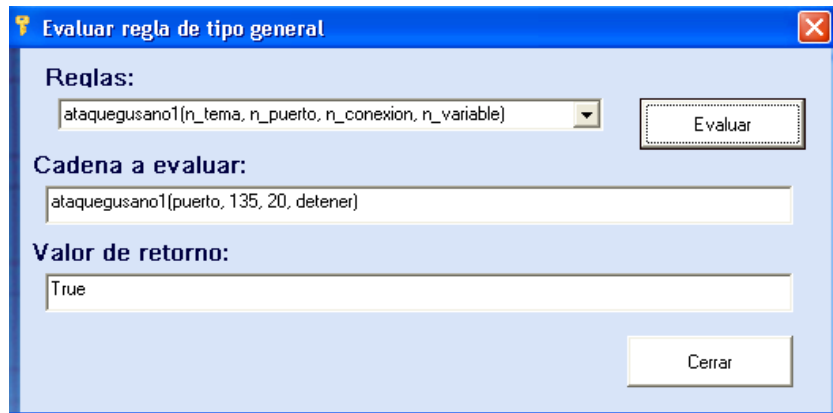 Evaluar regla de tipo general
Reglas:
ataquegusano1(n_tema, n_puerto, n_conexion, n_variable)
Evaluar
Cadena a evaluar:
ataquegusano1(puerto, 135, 20, detener)
Valor de retorno:
True
Cerrar